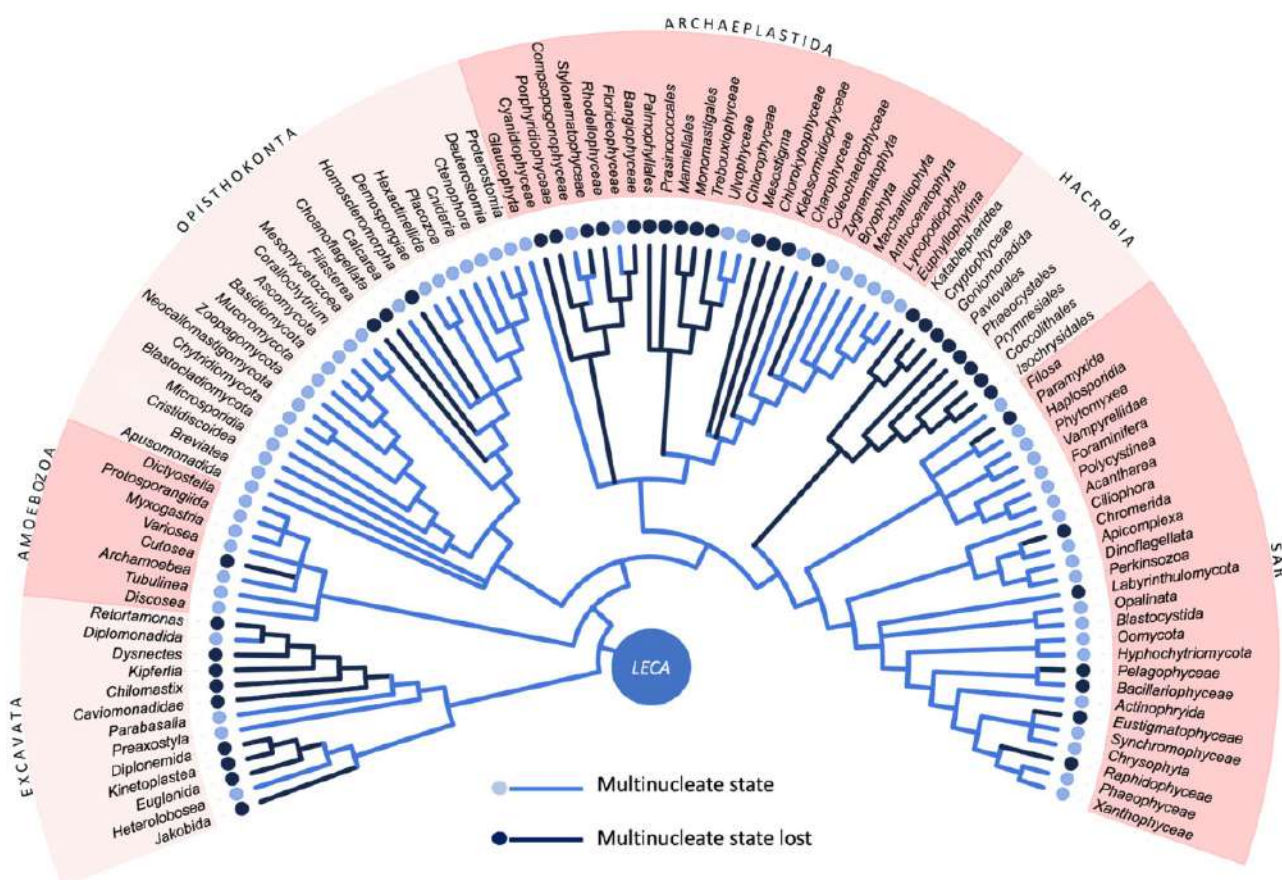 EXCAVATA
Jakobida
Heterolobosea
Euglenida
Kinetoplastea
Diplonemida
Preaxostyla
Parabasalia
Caviomonadidae
Chilomastix
Kipferlia
Dysnectes
Diplomonadida
Retortamonas
AMOEBOZOA
Discosea
Tubulinea
Archamoebea
Cutosea
Variosea
Myxogastria
Protosporangiida
Dictyostelia
OPISTHOKONTA
Apusomonadida
Breviatea
Cristidiscoidea
Microsporidia
Blastocladiomycota
Chytridiomycota
Neocallomastigomycota
Zoopagomycota
Mucoromycota
Basidiomycota
Ascomycota
Corallochytrium
Mesomycetozoea
Filasterea
Choenoflagellate
Calcarea
Homoscleromorpha
Demospongiae
Hexactinellida
Placozoa
Cnidaria
Ctenophora
Deuterostomia
Proterostomia
ARCHAEPLASTIDA
Glaucophyta
Cyanidiophyceae
Porphyridiophyceae
Compsopogonophyceae
Stylonematophyceae
Rhodellophyceae
Florideophyceae
Bangiophyceae
Palmophyllales
Prasinococcales
Mamiellales
Monomastigales
Trebouxiophyceae
Ulvophyceae
Chlorophyceae
Mesostigma
Chlorokybophyceae
Klebsormidiophyceae
Charophyceae
Coleochaetophyceae
Zygnematophyta
Bryophyta
Marchantiophyta
Anthoceratophyta
Lycopodiophyta
Euphyllophytina
HACROBIA
Katablepharidea
Cryptophyceae
Goniomonadida
Pavlovales
Phaeocystales
Prymnesiales
Coccolithales
Isochrysidales
SAR
Filosa
Paramyxida
Haplosporidia
Phytomyxea
Vampyrellidae
Foraminifera
Polycystinea
Acantharea
Ciliophora
Chromerida
Apicomplexa
Dinoflagellata
Perkinsozoa
Labyrinthulomycota
Opalinata
Blastocystida
Oomycota
Hyphochytriomycota
Pelagophyceae
Bacillariophyceae
Actinophryida
Eustigmatophyceae
Synchromophyceae
Chrysophyta
Raphidophyceae
Phaeophyceae
Xanthophyceae
LECA
Multinucleate state
Multinucleate state lost